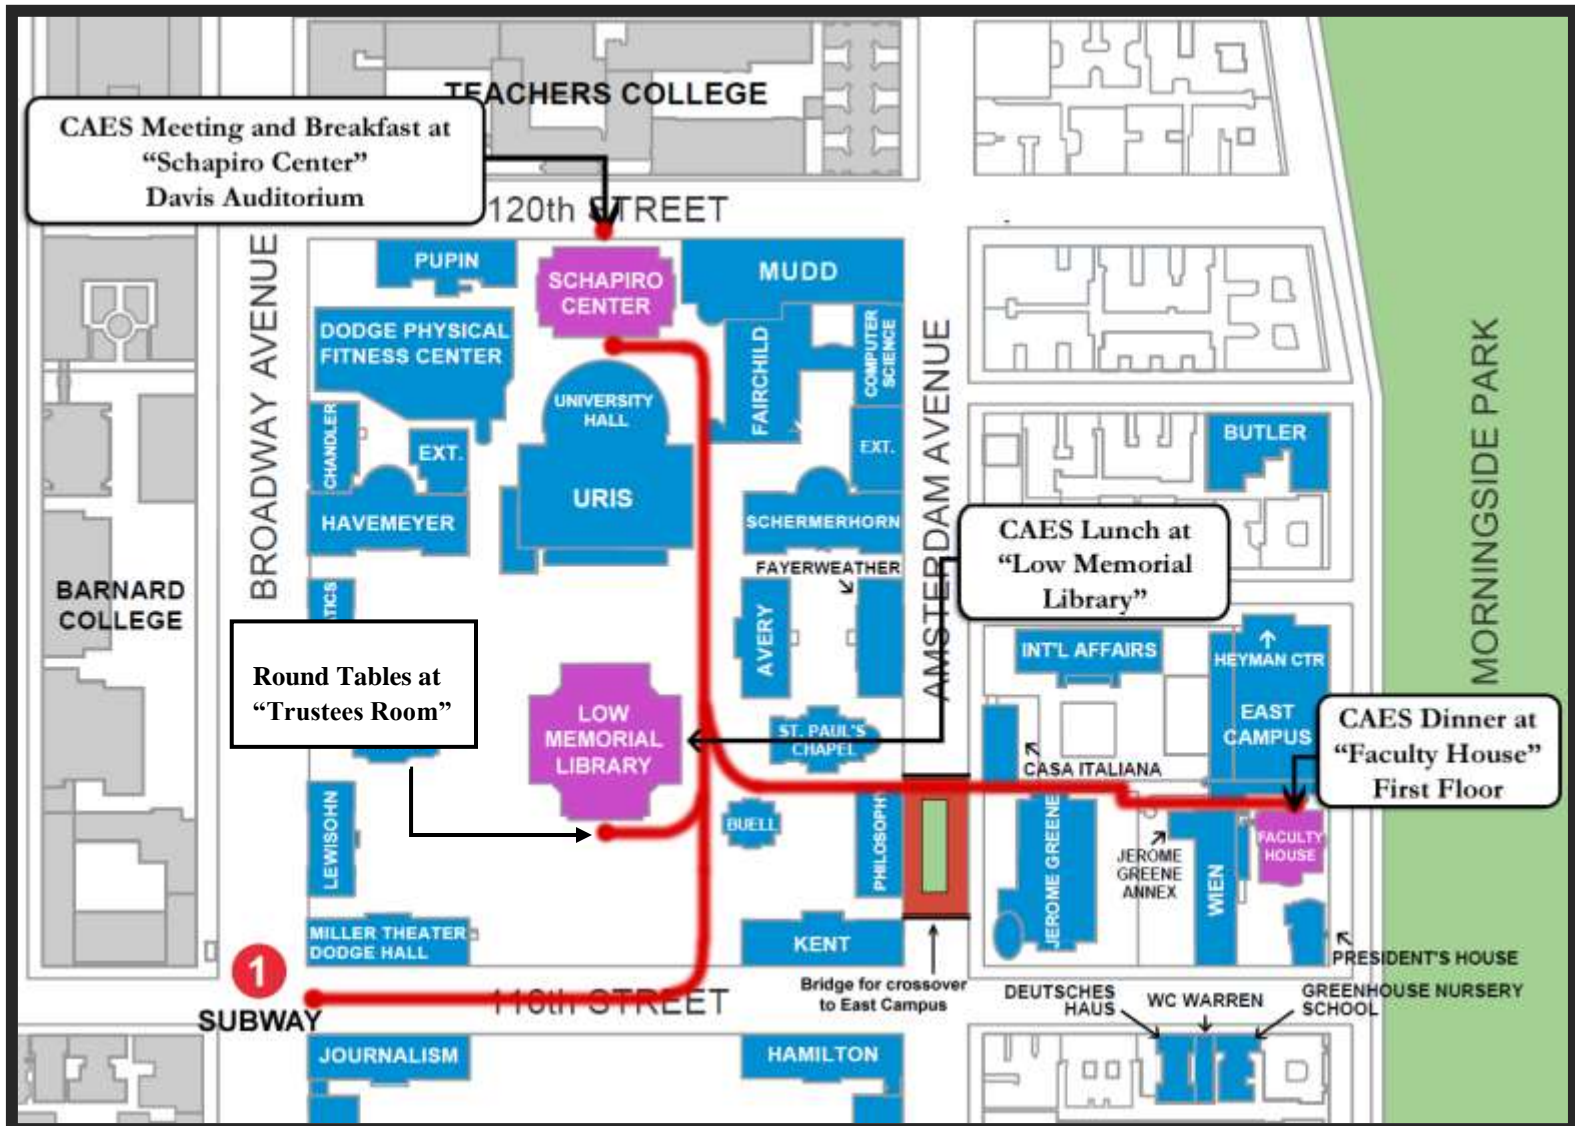 TEACHERS COLLEGE
CAES Meeting and Breakfast at
“Schapiro Center”
Davis Auditorium
120th STREET
BROADWAY AVENUE
PUPIN
SCHAPIRO
CENTER
MUDD
DODGE PHYSICAL
FITNESS CENTER
FAIRCHILD
COMPUTER
SCIENCE
AMSTERDAM AVENUE
MORNINGSIDE PARK
UNIVERSITY
HALL
CHANDLER
EXT.
EXT.
BUTLER
URIS
HAVEMEYER
SCHERMERHORN
CAES Lunch at
“Low Memorial
Library”
FAYERWEATHER
BARNARD
COLLEGE
TICS
AVERY
INT'L AFFAIRS
HEYMAN CTR
Round Tables at
“Trustees Room”
LOW
MEMORIAL
LIBRARY
ST. PAUL'S
CHAPEL
EAST
CAMPUS
CAES Dinner at
“Faculty House”
First Floor
CASA ITALIANA
LEWISOHN
BUELL
PHILOSOPHY
JEROME GREENE
JEROME
GREENE
ANNEX
WIEN
FACULTY
HOUSE
MILLER THEATER
DODGE HALL
KENT
PRESIDENT'S HOUSE
1
SUBWAY
116th STREET
Bridge for crossover
to East Campus
DEUTSCHES
HAUS
WC WARREN
GREENHOUSE NURSERY
SCHOOL
JOURNALISM
HAMILTON